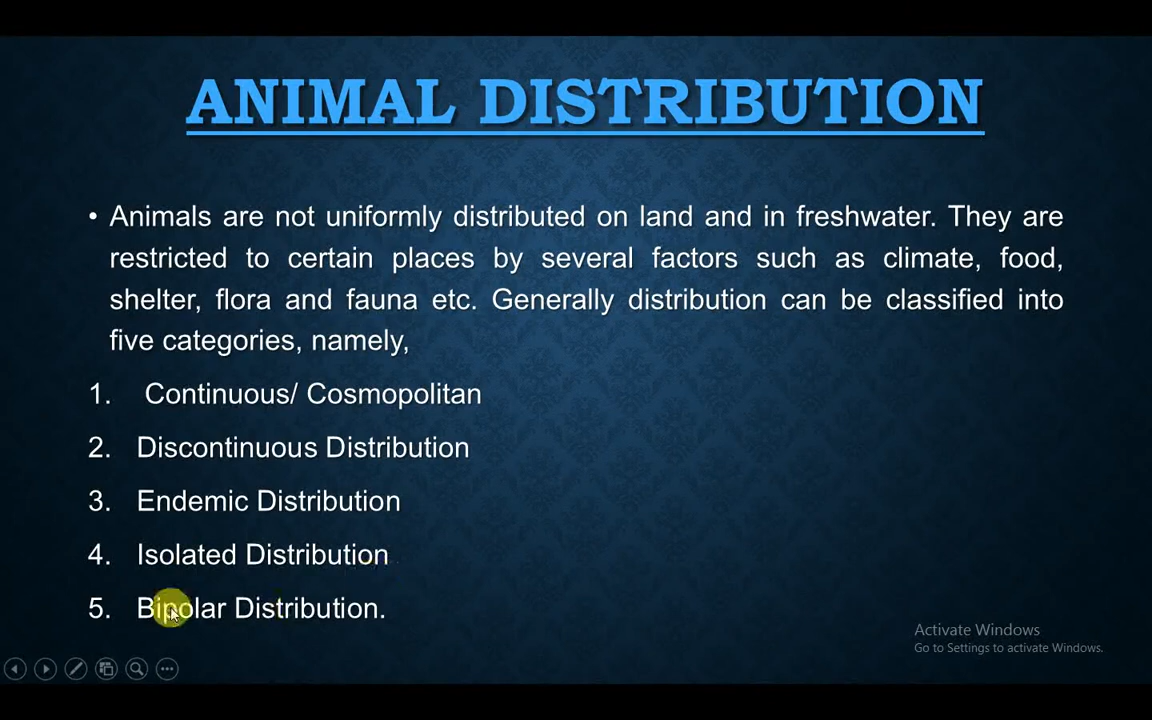 ANIMAL DISTRIBUTION
• Animals are not uniformly distributed on land and in freshwater. They are
restricted to certain places by several factors such as climate, food,
shelter, flora and fauna etc. Generally distribution can be classified into
five categories, namely,
1. Continuous/ Cosmopolitan
2. Discontinuous Distribution
3. Endemic Distribution
4. Isolated Distribution
5. Bipolar Distribution.
Activate Windows
Go to Settings to activate Windows.